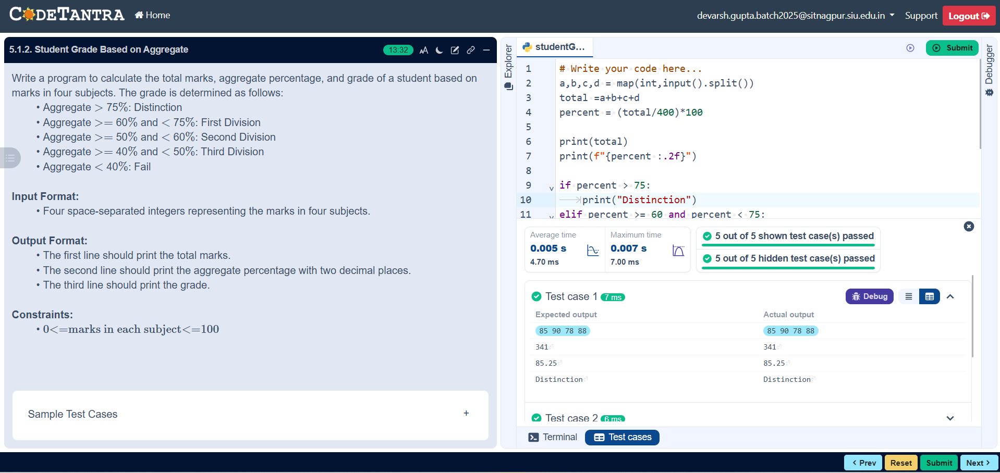 CODETANTRA
Home
devarsh.gupta.batch2025@sitnagpur.siu.edu.in
Support
Logout
5.1.2. Student Grade Based on Aggregate
13:32
AA
Write a program to calculate the total marks, aggregate percentage, and grade of a student based on
marks in four subjects. The grade is determined as follows:
• Aggregate > 75%: Distinction
• Aggregate >= 60% and < 75%: First Division
• Aggregate >= 50% and < 60%: Second Division
• Aggregate >= 40% and < 50%: Third Division
• Aggregate < 40%: Fail
Input Format:
• Four space-separated integers representing the marks in four subjects.
Output Format:
• The first line should print the total marks.
• The second line should print the aggregate percentage with two decimal places.
• The third line should print the grade.
Constraints:
• 0<=marks in each subject<=100
Sample Test Cases
+
Explorer
studentG...
Submit
Debugger
1 # Write your code here...
2 a,b,c,d = map(int,input().split())
3 total =a+b+c+d
4 percent = (total/400)*100
5
6 print(total)
7 print(f"{percent :.2f}")
8
9 if percent > 75:
10 print("Distinction")
11 elif percent >= 60 and percent < 75:
Average time
0.005 s
4.70 ms
Maximum time
0.007 s
7.00 ms
5 out of 5 shown test case(s) passed
5 out of 5 hidden test case(s) passed
Test case 1 7 ms
Debug
Expected output Actual output
85 90 78 88 85 90 78 88
341 341
85.25 85.25
Distinction Distinction
Test case 2 6 ms
Terminal
Test cases
< Prev
Reset
Submit
Next >